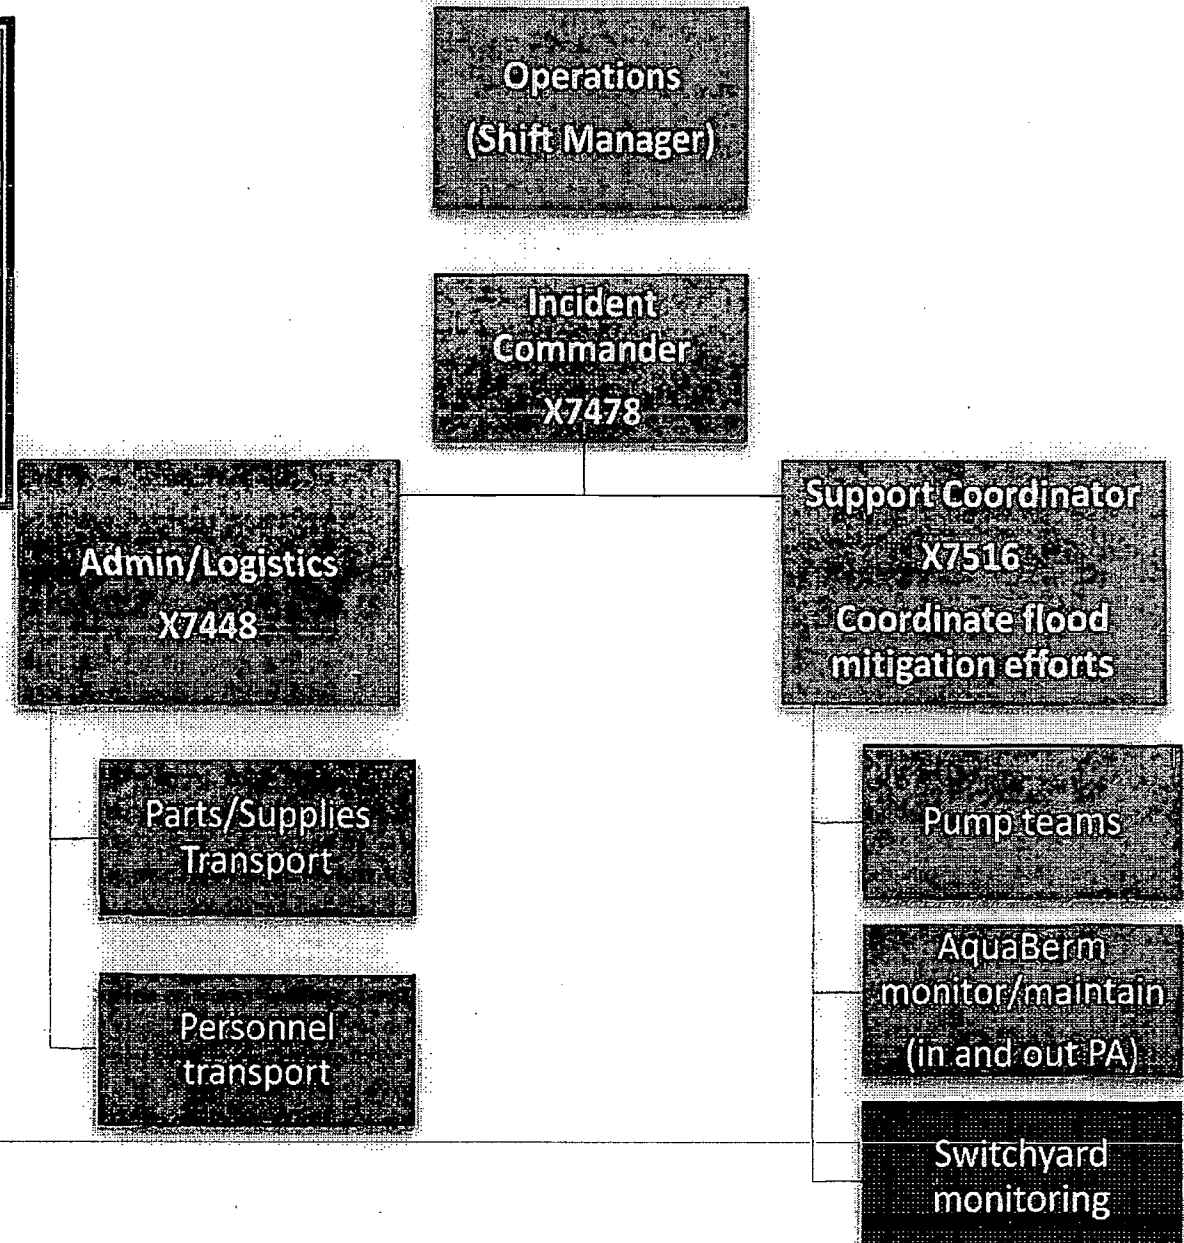 Operations
(Shift Manager)
Incident
Commander
X7478
Admin/Logistics
X7448
Support Coordinator
X7516
Coordinate flood
mitigation efforts
Parts/Supplies
Transport
Personnel
transport
Pump teams
AquaBerm
monitor/maintain
(in and out PA)
Switchyard
monitoring